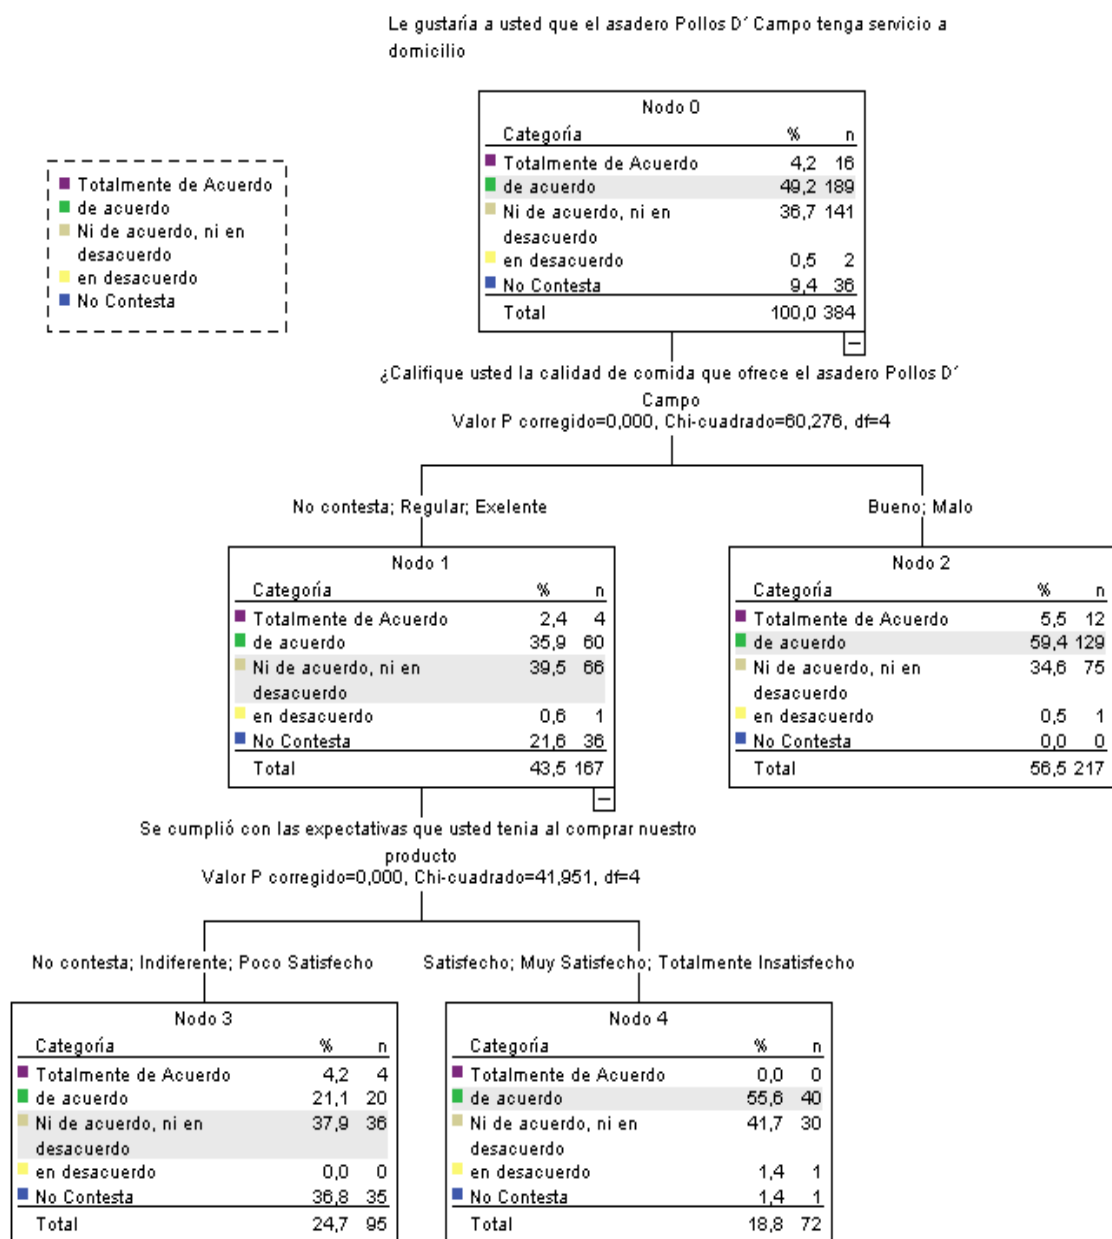 Le gustaría a usted que el asadero Pollos D´ Campo tenga servicio a
domicilio
Totalmente de Acuerdo
de acuerdo
Ni de acuerdo, ni en
desacuerdo
en desacuerdo
No Contesta
Nodo 0
Categoría % n
Totalmente de Acuerdo 4,2 16
de acuerdo 49,2 189
Ni de acuerdo, ni en 36,7 141
desacuerdo
en desacuerdo 0,5 2
No Contesta 9,4 36
Total 100,0 384
¿Califique usted la calidad de comida que ofrece el asadero Pollos D´
Campo
Valor P corregido=0,000, Chi-cuadrado=60,276, df=4
No contesta; Regular; Exelente
Bueno; Malo
Nodo 1
Categoría % n
Totalmente de Acuerdo 2,4 4
de acuerdo 35,9 60
Ni de acuerdo, ni en 39,5 66
desacuerdo
en desacuerdo 0,6 1
No Contesta 21,6 36
Total 43,5 167
Nodo 2
Categoría % n
Totalmente de Acuerdo 5,5 12
de acuerdo 59,4 129
Ni de acuerdo, ni en 34,6 75
desacuerdo
en desacuerdo 0,5 1
No Contesta 0,0 0
Total 56,5 217
Se cumplió con las expectativas que usted tenia al comprar nuestro
producto
Valor P corregido=0,000, Chi-cuadrado=41,951, df=4
No contesta; Indiferente; Poco Satisfecho
Satisfecho; Muy Satisfecho; Totalmente Insatisfecho
Nodo 3
Categoría % n
Totalmente de Acuerdo 4,2 4
de acuerdo 21,1 20
Ni de acuerdo, ni en 37,9 36
desacuerdo
en desacuerdo 0,0 0
No Contesta 36,8 35
Total 24,7 95
Nodo 4
Categoría % n
Totalmente de Acuerdo 0,0 0
de acuerdo 55,6 40
Ni de acuerdo, ni en 41,7 30
desacuerdo
en desacuerdo 1,4 1
No Contesta 1,4 1
Total 18,8 72